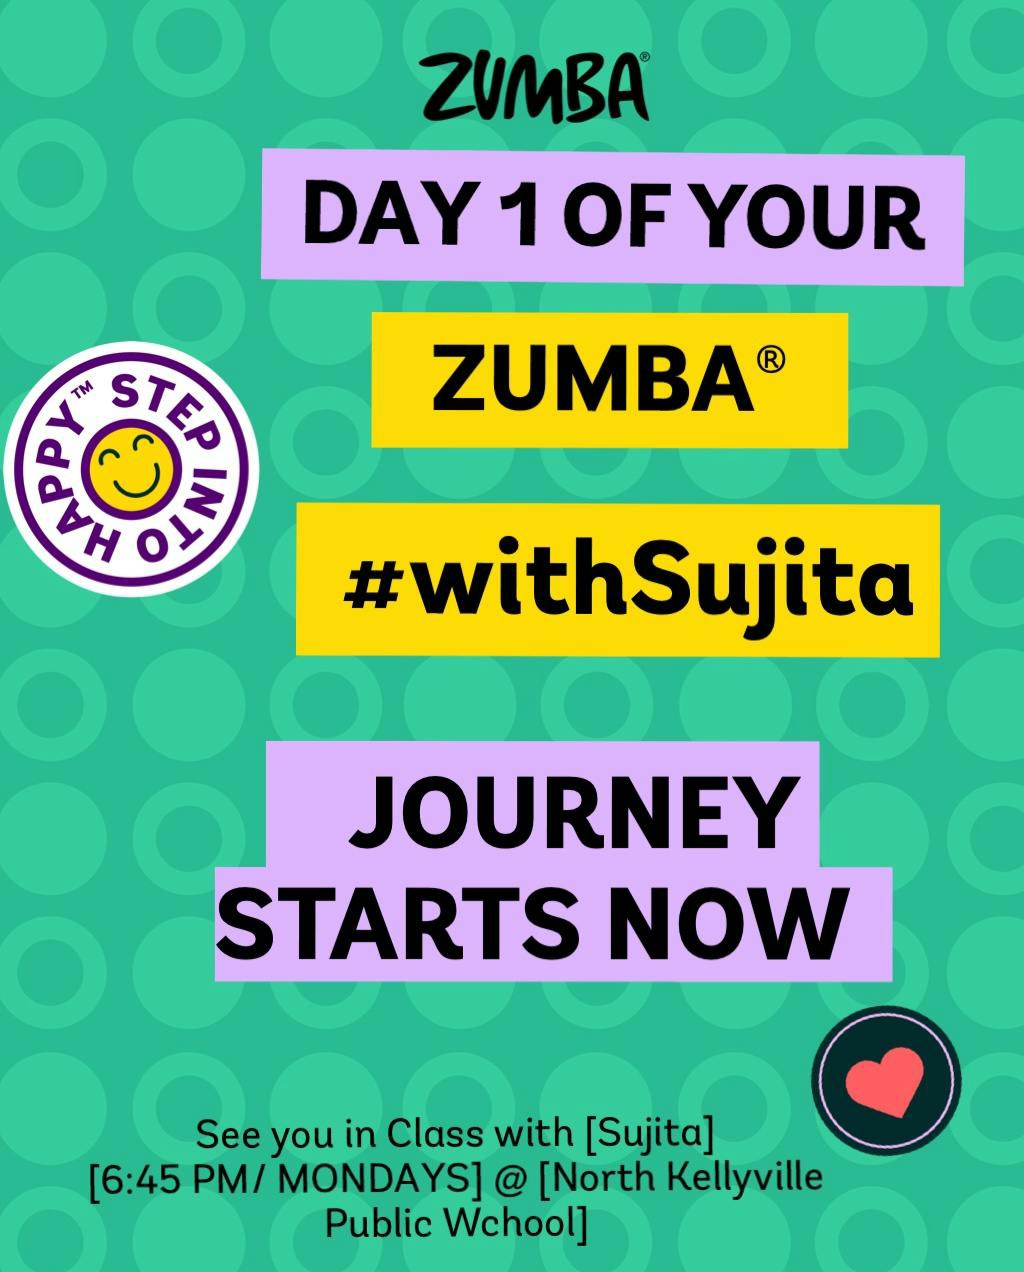 ZUMBA®
DAY 1 OF YOUR
ZUMBA®
STEP INTO HAPPY™
#withSujita
JOURNEY
STARTS NOW
See you in Class with [Sujita]
[6:45 PM/ MONDAYS] @ [North Kellyville
Public Wchool]